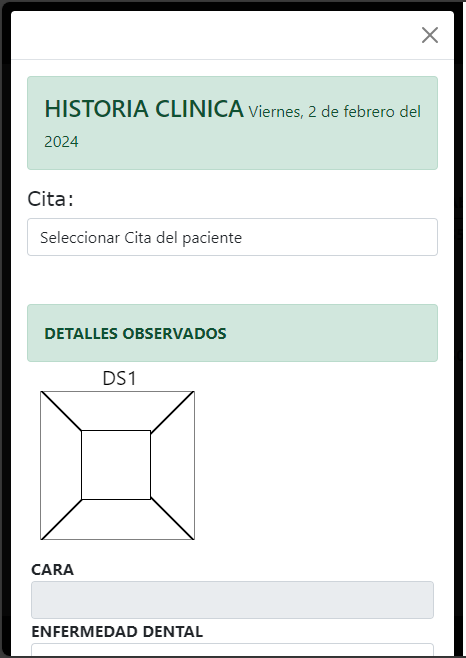 HISTORIA CLINICA Viernes, 2 de febrero del
2024
Cita:
Seleccionar Cita del paciente
DETALLES OBSERVADOS
DS1
CARA
ENFERMEDAD DENTAL